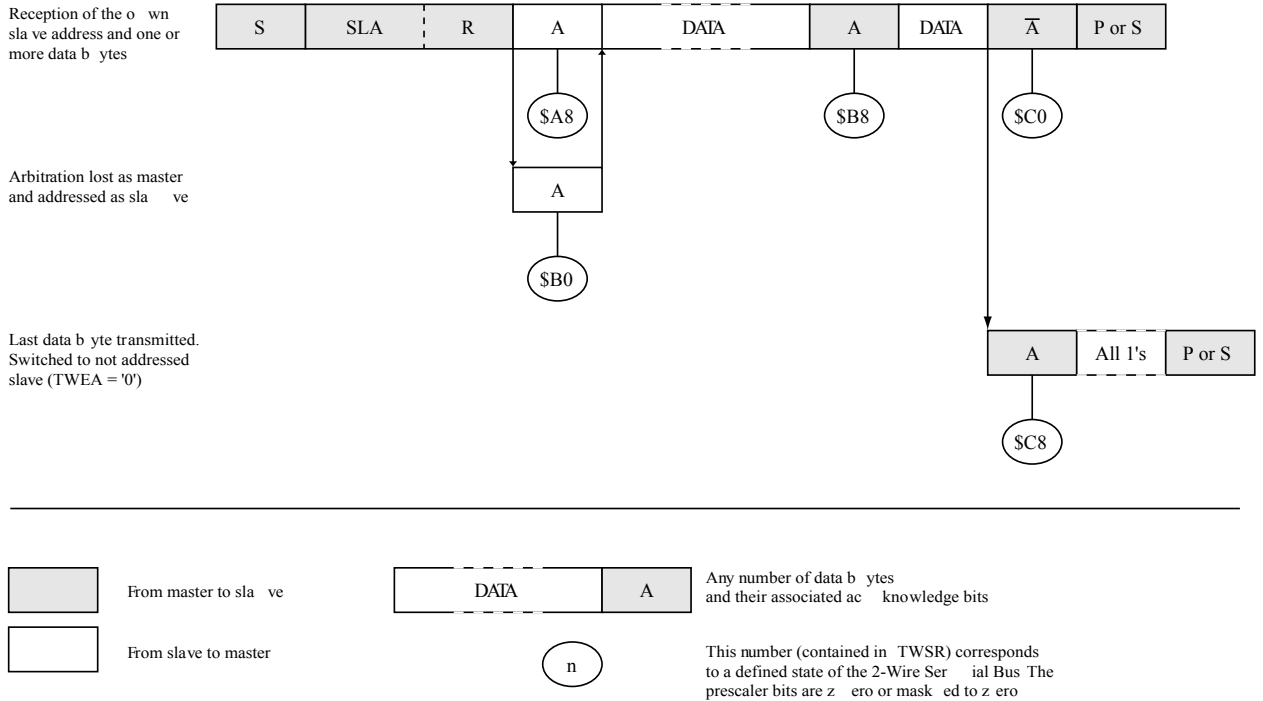 Reception of the o wn
sla ve address and one or
more data b ytes
S SLA R A DATA A DATA A̅ P or S
$A8 $B8 $C0
Arbitration lost as master
and addressed as sla ve
A
$B0
Last data b yte transmitted.
Switched to not addressed
slave (TWEA = '0')
A All 1's P or S
$C8
From master to sla ve
DATA A
Any number of data b ytes
and their associated ac knowledge bits
From slave to master
n
This number (contained in TWSR) corresponds
to a defined state of the 2-Wire Ser ial Bus The
prescaler bits are z ero or mask ed to z ero